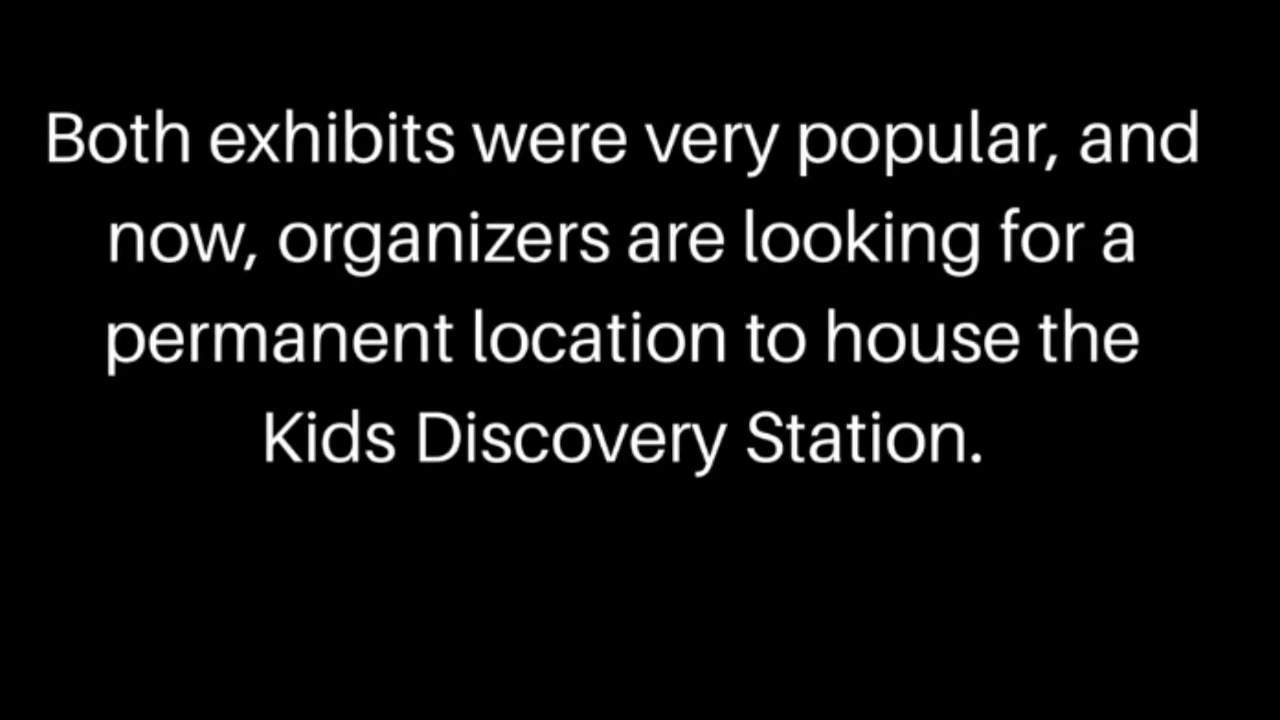 Both exhibits were very popular, and
now, organizers are looking for a
permanent location to house the
Kids Discovery Station.